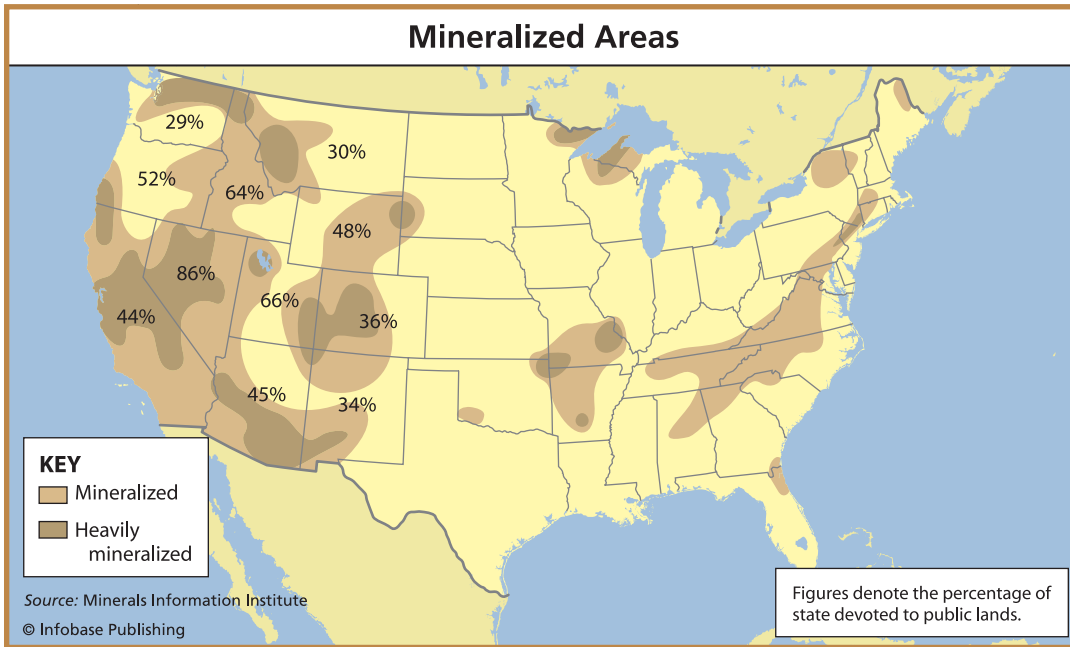 Mineralized Areas
29%
30%
52%
64%
48%
86%
66%
44%
36%
45%
34%
KEY
Mineralized
Heavily
mineralized
Source: Minerals Information Institute
© Infobase Publishing
Figures denote the percentage of
state devoted to public lands.